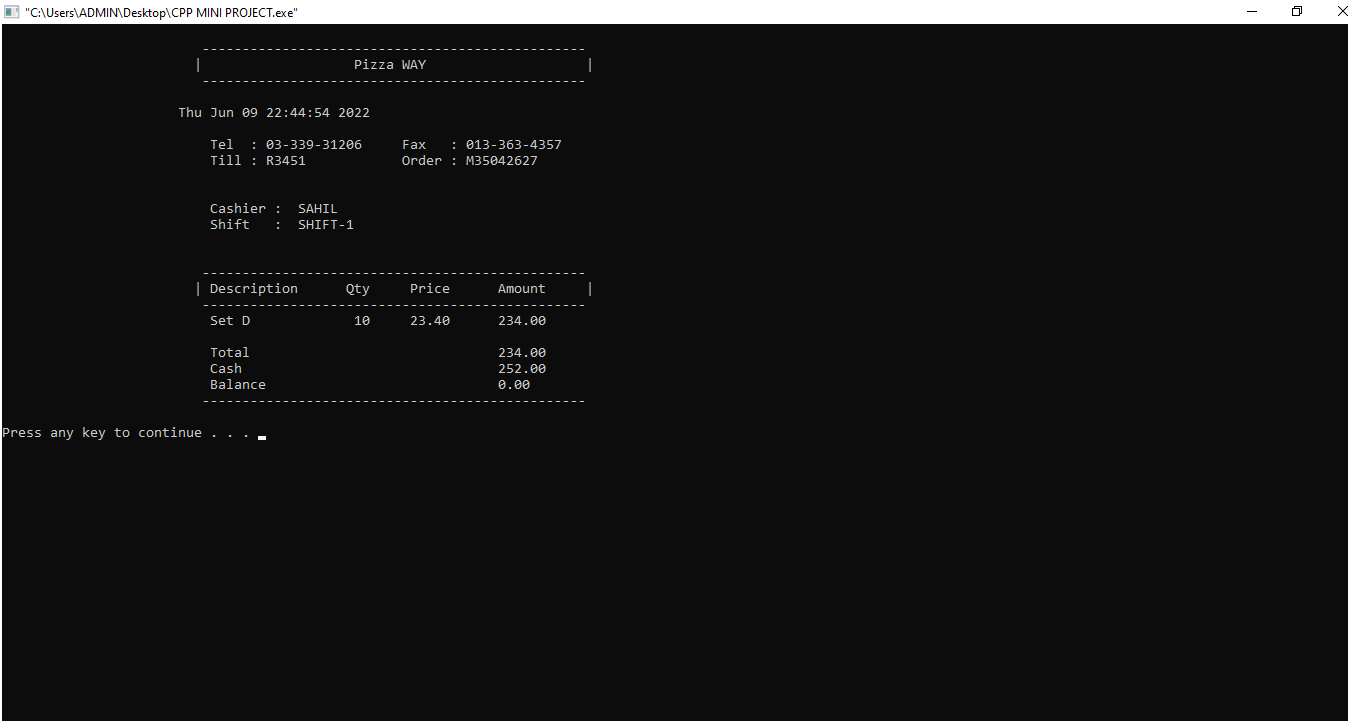 "C:\Users\ADMIN\Desktop\CPP MINI PROJECT.exe"
-----------------------------------------------
| Pizza WAY |
-----------------------------------------------
Thu Jun 09 22:44:54 2022
Tel : 03-339-31206 Fax : 013-363-4357
Till : R3451 Order : M35042627
Cashier : SAHIL
Shift : SHIFT-1
------------------------------------------------
| Description Qty Price Amount |
------------------------------------------------
Set D 10 23.40 234.00
Total 234.00
Cash 252.00
Balance 0.00
------------------------------------------------
Press any key to continue . . .